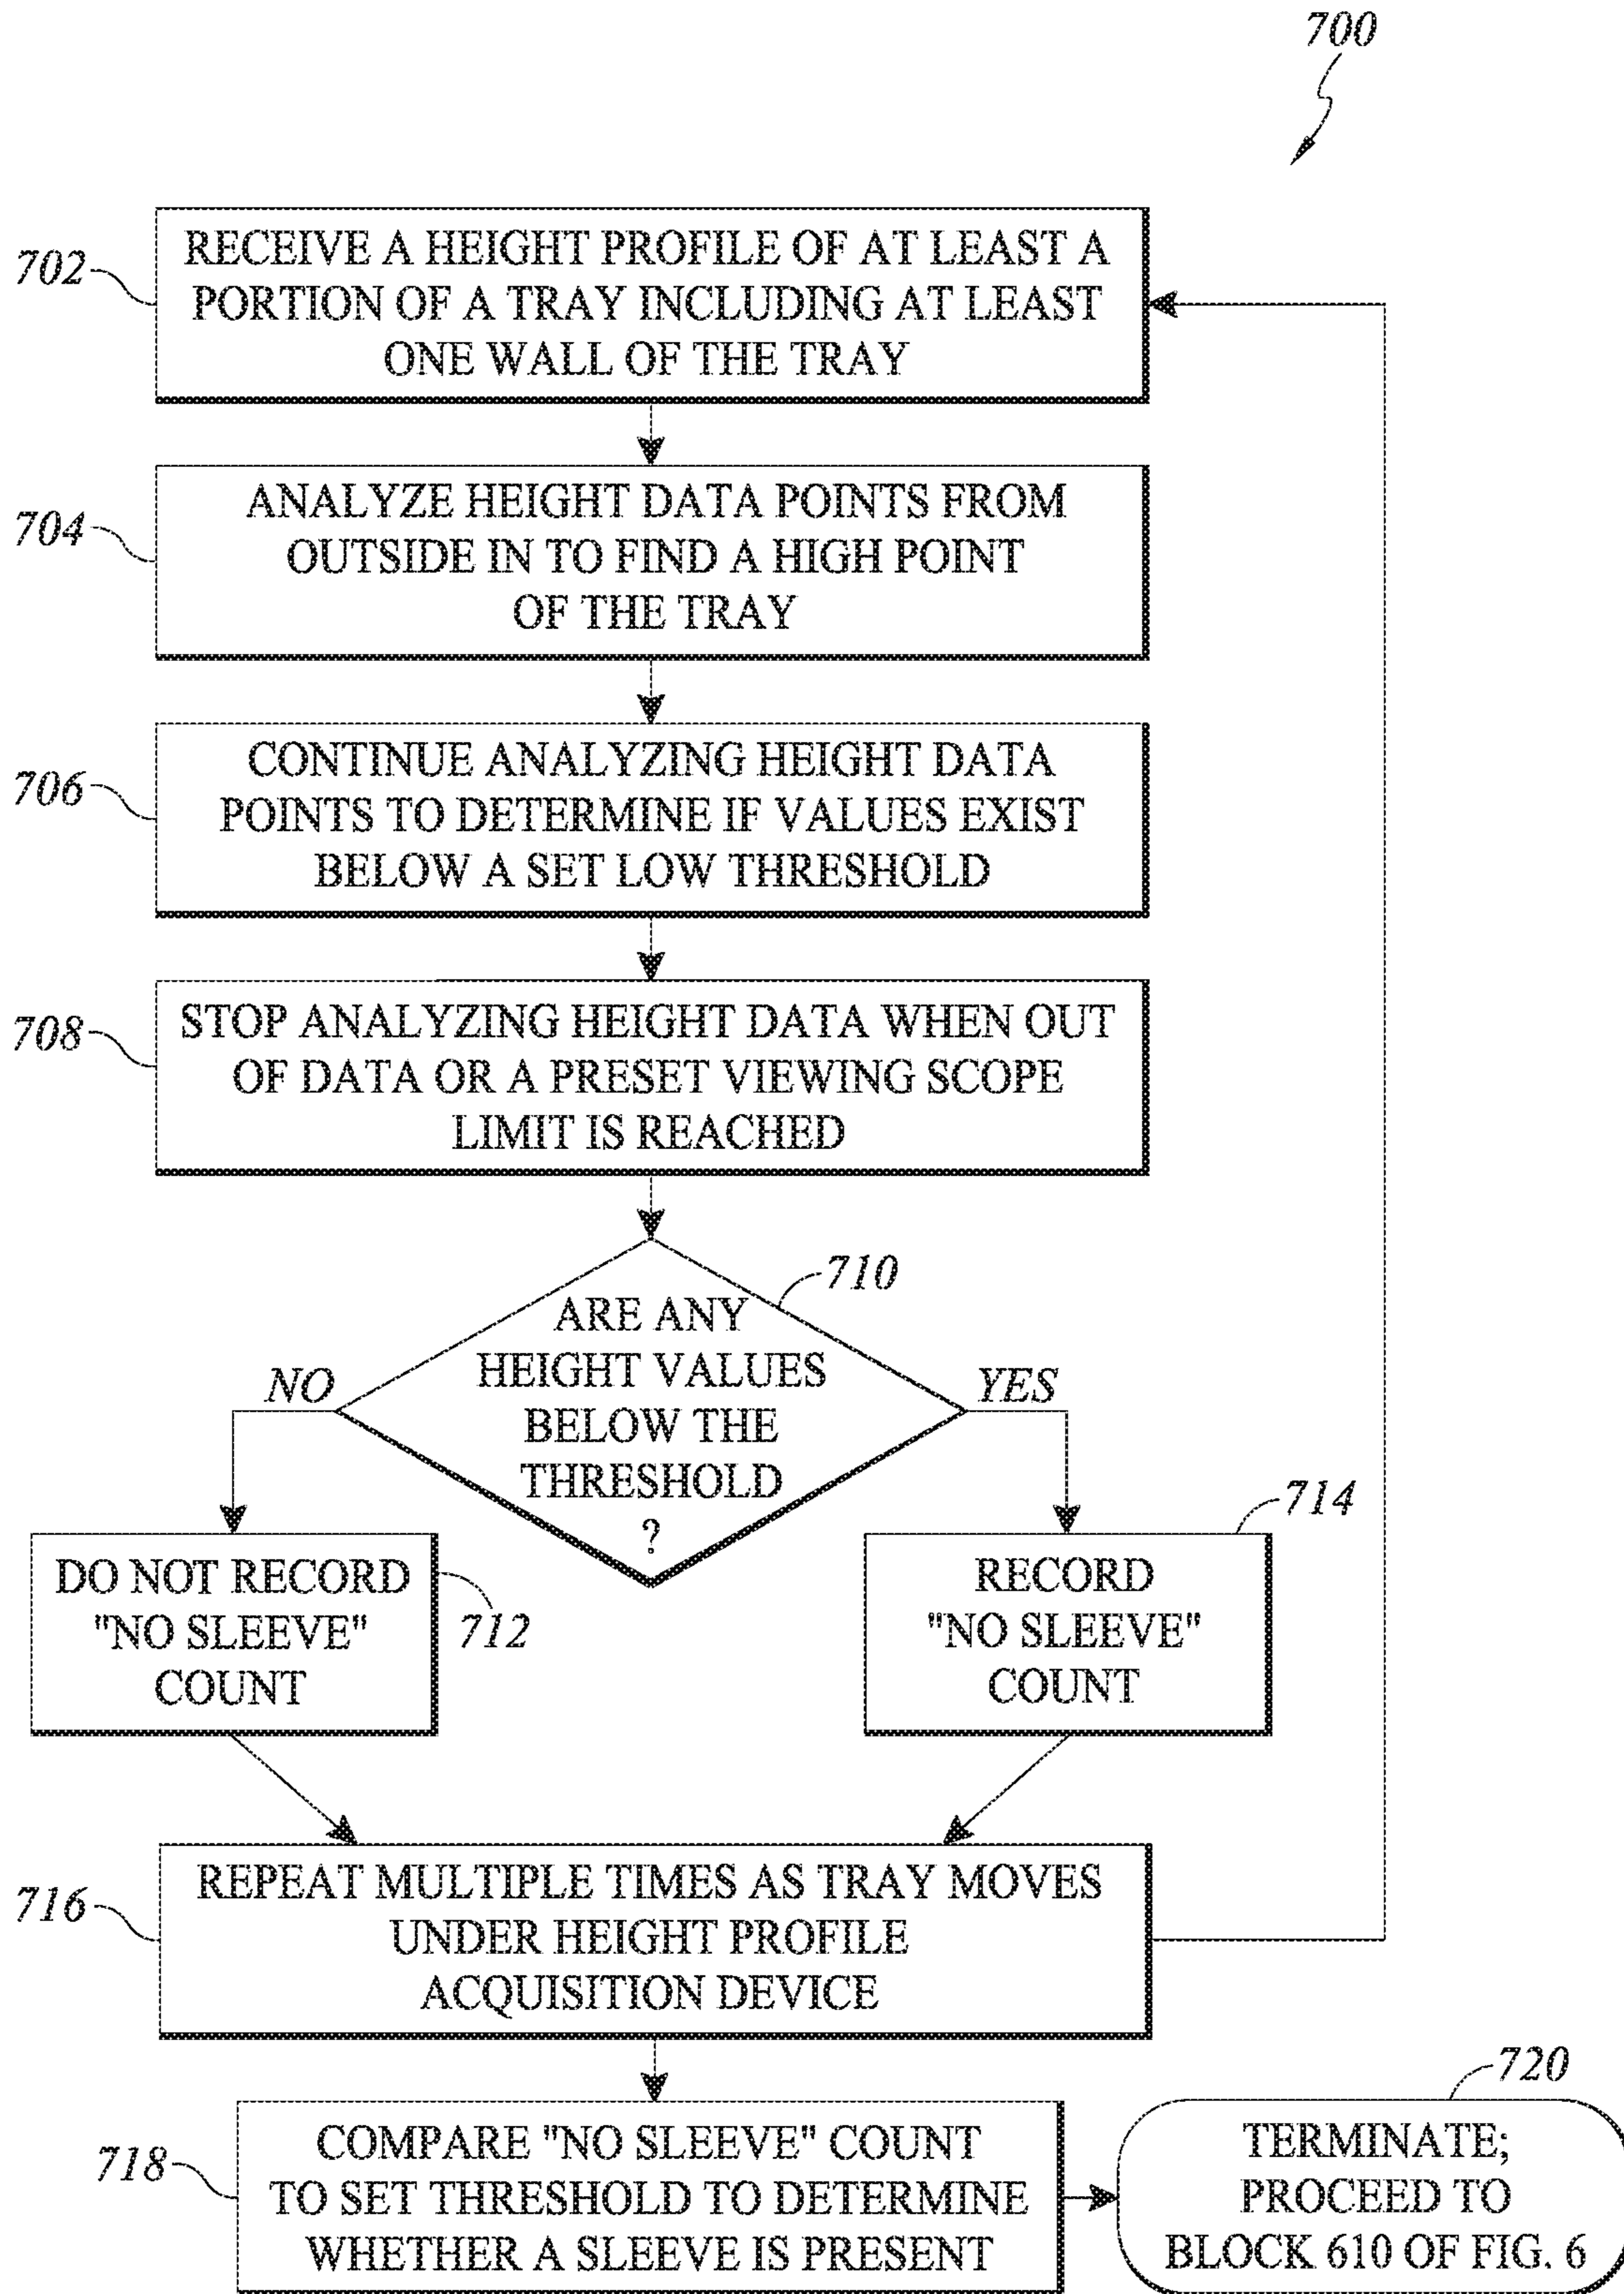 700
702
RECEIVE A HEIGHT PROFILE OF AT LEAST A
PORTION OF A TRAY INCLUDING AT LEAST
ONE WALL OF THE TRAY
704
ANALYZE HEIGHT DATA POINTS FROM
OUTSIDE IN TO FIND A HIGH POINT
OF THE TRAY
706
CONTINUE ANALYZING HEIGHT DATA
POINTS TO DETERMINE IF VALUES EXIST
BELOW A SET LOW THRESHOLD
708
STOP ANALYZING HEIGHT DATA WHEN OUT
OF DATA OR A PRESET VIEWING SCOPE
LIMIT IS REACHED
710
ARE ANY
HEIGHT VALUES
BELOW THE
THRESHOLD
?
NO
YES
DO NOT RECORD
"NO SLEEVE"
COUNT
712
714
RECORD
"NO SLEEVE"
COUNT
716
REPEAT MULTIPLE TIMES AS TRAY MOVES
UNDER HEIGHT PROFILE
ACQUISITION DEVICE
718
COMPARE "NO SLEEVE" COUNT
TO SET THRESHOLD TO DETERMINE
WHETHER A SLEEVE IS PRESENT
720
TERMINATE;
PROCEED TO
BLOCK 610 OF FIG. 6